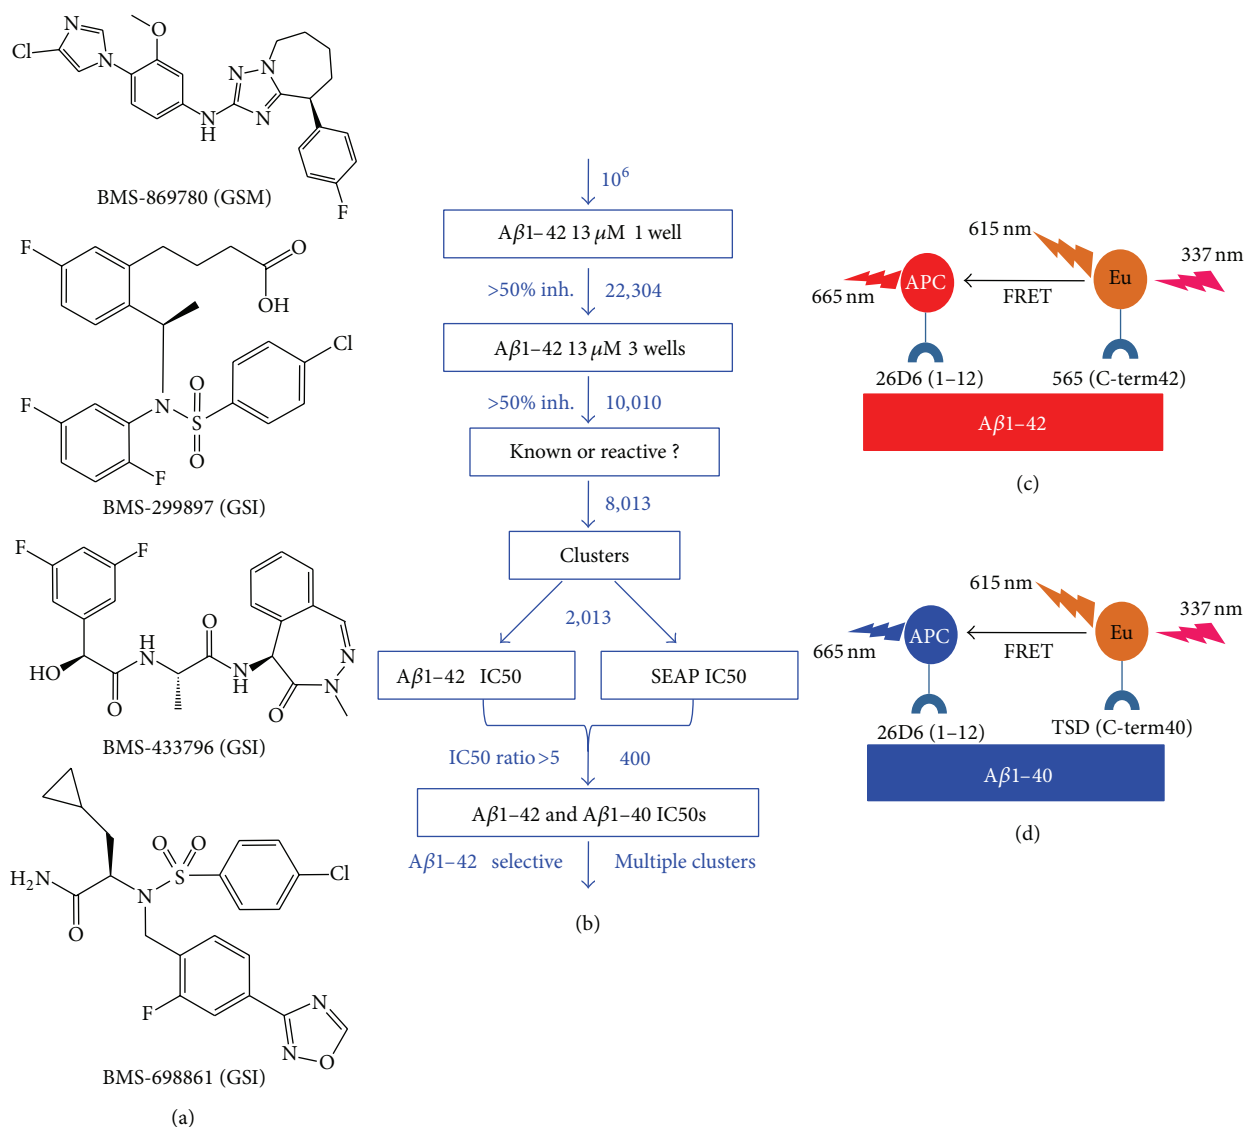 N
Cl
N
O
N
N
N
H
N
F
BMS-869780 (GSM)
F
O
OH
Cl
F
N
O
S
O
F
BMS-299897 (GSI)
F
F
HO
O
H
N
O
N
H
O
N
N
BMS-433796 (GSI)
H2N
O
N
O
O
S
Cl
F
N
N
O
BMS-698861 (GSI)
(a)
10⁶
Aβ1–42 13 μM 1 well
>50% inh. 22,304
Aβ1–42 13 μM 3 wells
>50% inh. 10,010
Known or reactive ?
8,013
Clusters
2,013
Aβ1–42 IC50
SEAP IC50
IC50 ratio >5 400
Aβ1–42 and Aβ1–40 IC50s
Aβ1–42 selective Multiple clusters
(b)
615 nm
337 nm
665 nm
APC
FRET
Eu
26D6 (1–12)
565 (C-term42)
Aβ1–42
(c)
615 nm
337 nm
665 nm
APC
FRET
Eu
26D6 (1–12)
TSD (C-term40)
Aβ1–40
(d)